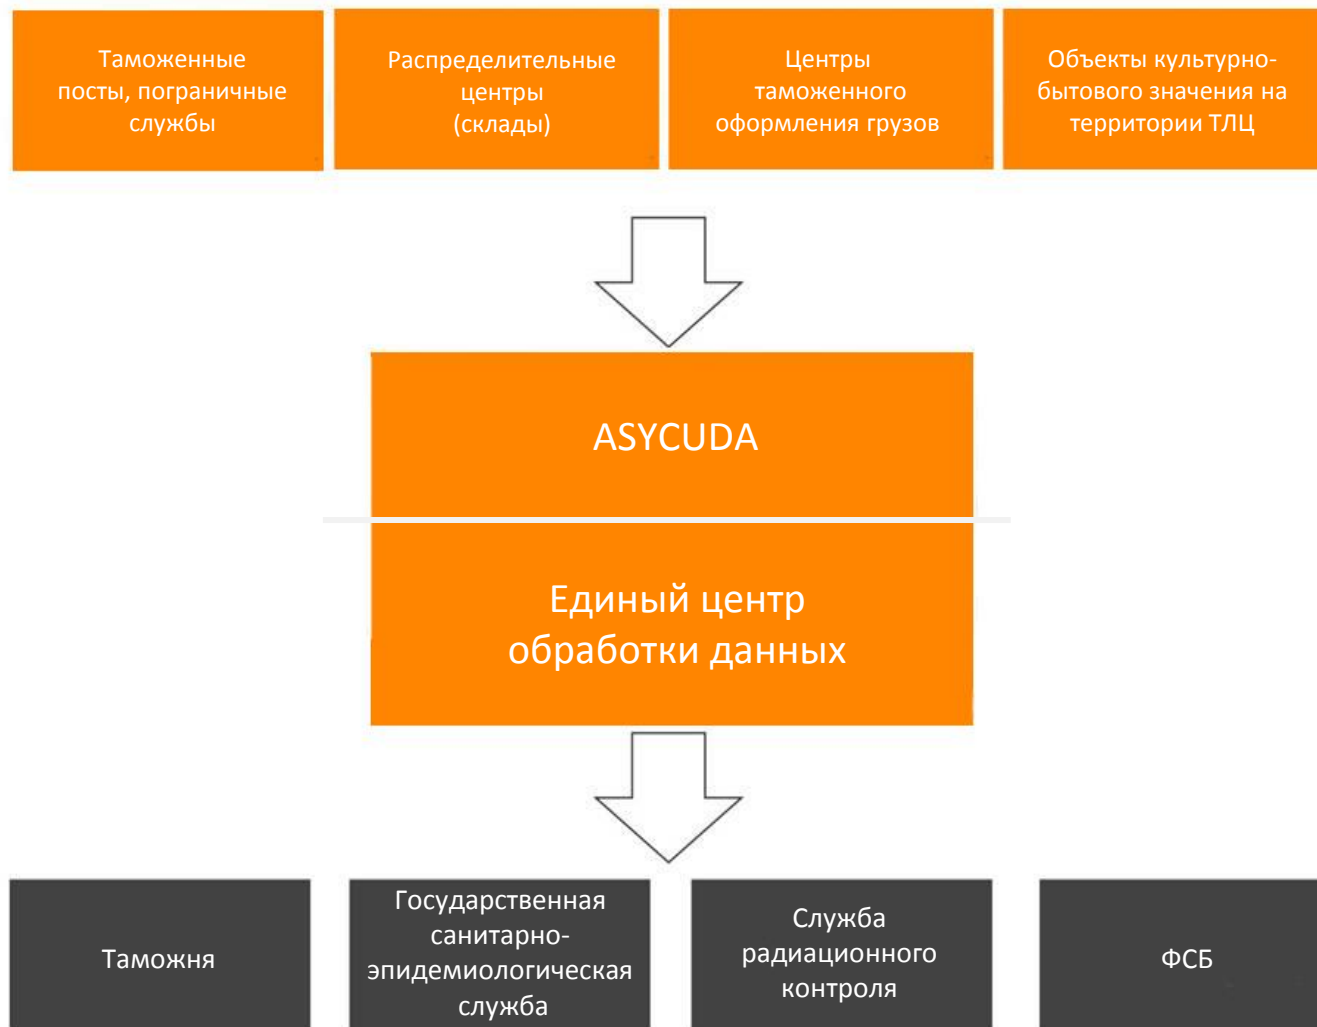 Таможенные
посты, пограничные
службы
Распределительные
центры
(склады)
Центры
таможенного
оформления грузов
Объекты культурно-
бытового значения на
территории ТЛЦ
ASYCUDA
Единый центр
обработки данных
Таможня
Государственная
санитарно-
эпидемиологическая
служба
Служба
радиационного
контроля
ФСБ